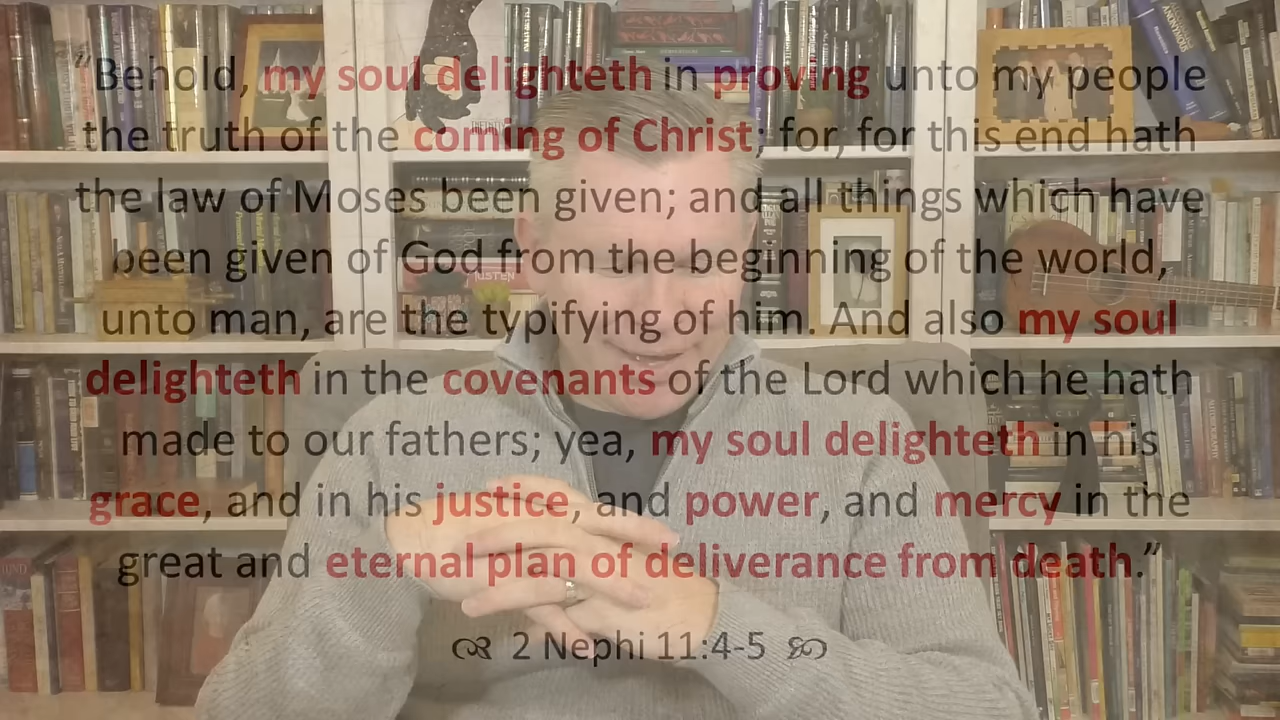 “Behold, my soul delighteth in proving unto my people
the truth of the coming of Christ; for, for this end hath
the law of Moses been given; and all things which have
been given of God from the beginning of the world,
unto man, are the typifying of him. And also my soul
delighteth in the covenants of the Lord which he hath
made to our fathers; yea, my soul delighteth in his
grace, and in his justice, and power, and mercy in the
great and eternal plan of deliverance from death.”
2 Nephi 11:4-5